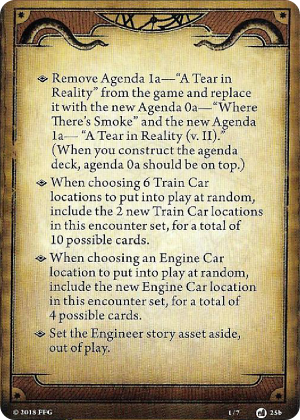 Remove Agenda 1a—“A Tear in
Reality” from the game and replace
it with the new Agenda 0a—“Where
There’s Smoke” and the new Agenda
1a— “A Tear in Reality (v. II).”
(When you construct the agenda
deck, agenda 0a should be on top.)
When choosing 6 Train Car
locations to put into play at random,
include the 2 new Train Car locations
in this encounter set, for a total of
10 possible cards.
When choosing an Engine Car
location to put into play at random,
include the new Engine Car location
in this encounter set, for a total of
4 possible cards.
Set the Engineer story asset aside,
out of play.
© 2018 FFG 1/7 25b